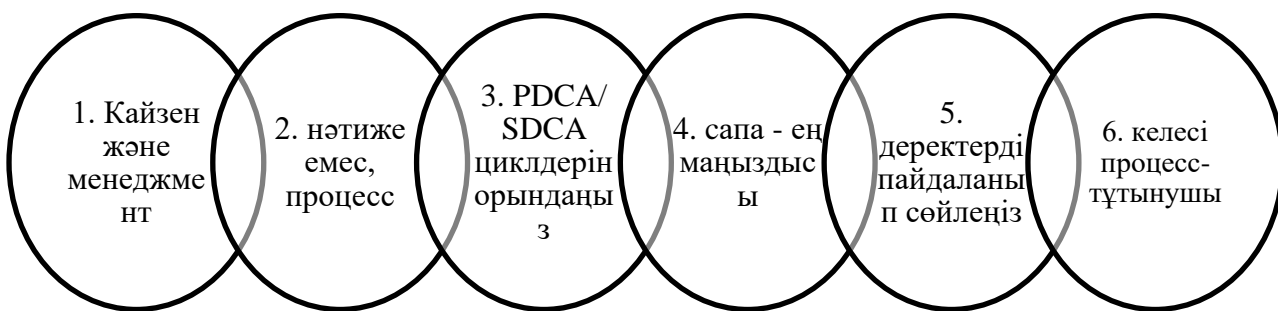 1. Кайзен
және
менеджме
нт
2. нәтиже
емес,
процесс
3. PDCA/
SDCA
циклдерін
орындаңы
з
4. сапа - ең
маңыздыс
ы
5.
деректерді
пайдаланы
п сөйлеңіз
6. келесі
процесс-
тұтынушы